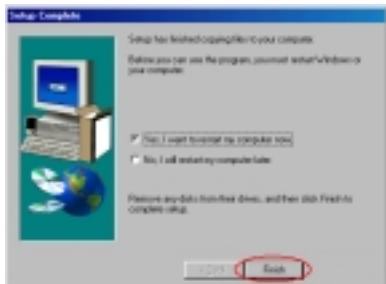 Setup Complete
Setup has finished copying files to your computer.
Before you can use the program, you must restart Windows or
your computer.
Yes, I want to restart my computer now.
No, I will restart my computer later.
Remove any disks from their drives, and then click Finish to
complete setup.
< Back
Finish